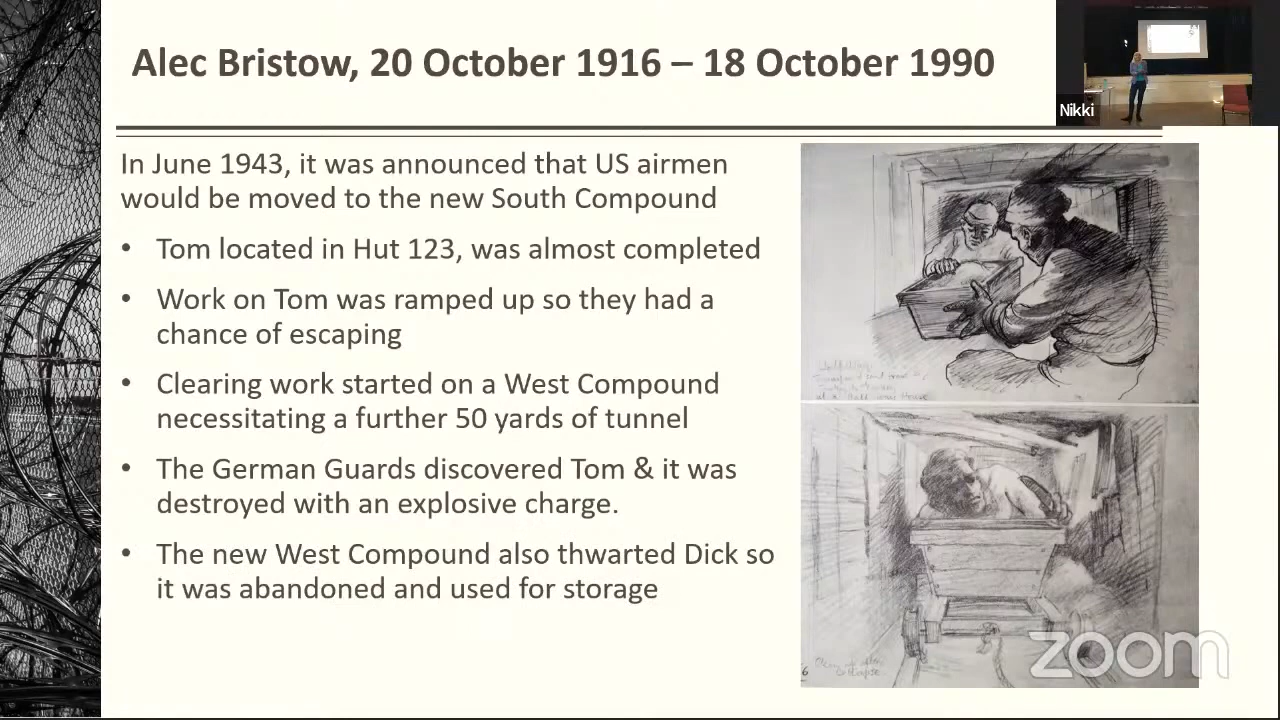 Alec Bristow, 20 October 1916 – 18 October 1990
Nikki
In June 1943, it was announced that US airmen
would be moved to the new South Compound
• Tom located in Hut 123, was almost completed
• Work on Tom was ramped up so they had a
chance of escaping
• Clearing work started on a West Compound
necessitating a further 50 yards of tunnel
• The German Guards discovered Tom & it was
destroyed with an explosive charge.
• The new West Compound also thwarted Dick so
it was abandoned and used for storage
zoom